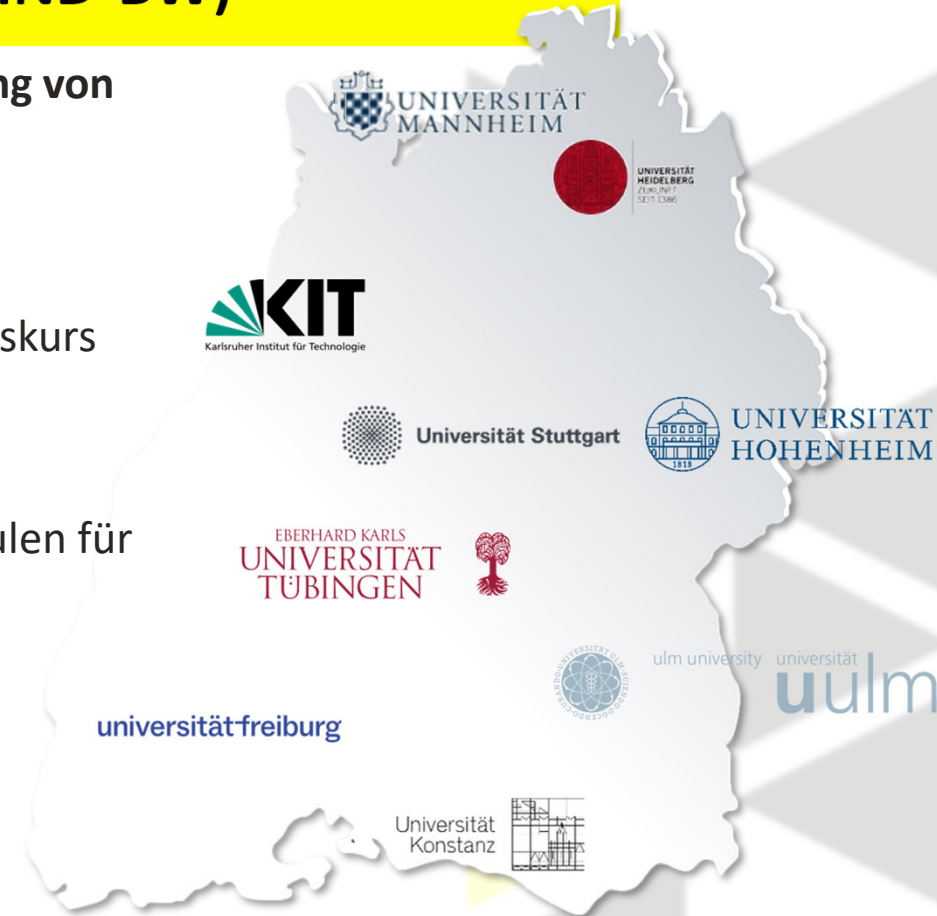 ng von
UNIVERSITÄT
MANNHEIM
UNIVERSITÄT
HEIDELBERG
ZUKUNFT
SEIT 1386
KIT
Karlsruher Institut für Technologie
skurs
Universität Stuttgart
1818
UNIVERSITÄT
HOHENHEIM
ulen für
EBERHARD KARLS
UNIVERSITÄT
TÜBINGEN
ulm university universität
uulm
universität freiburg
Universität
Konstanz